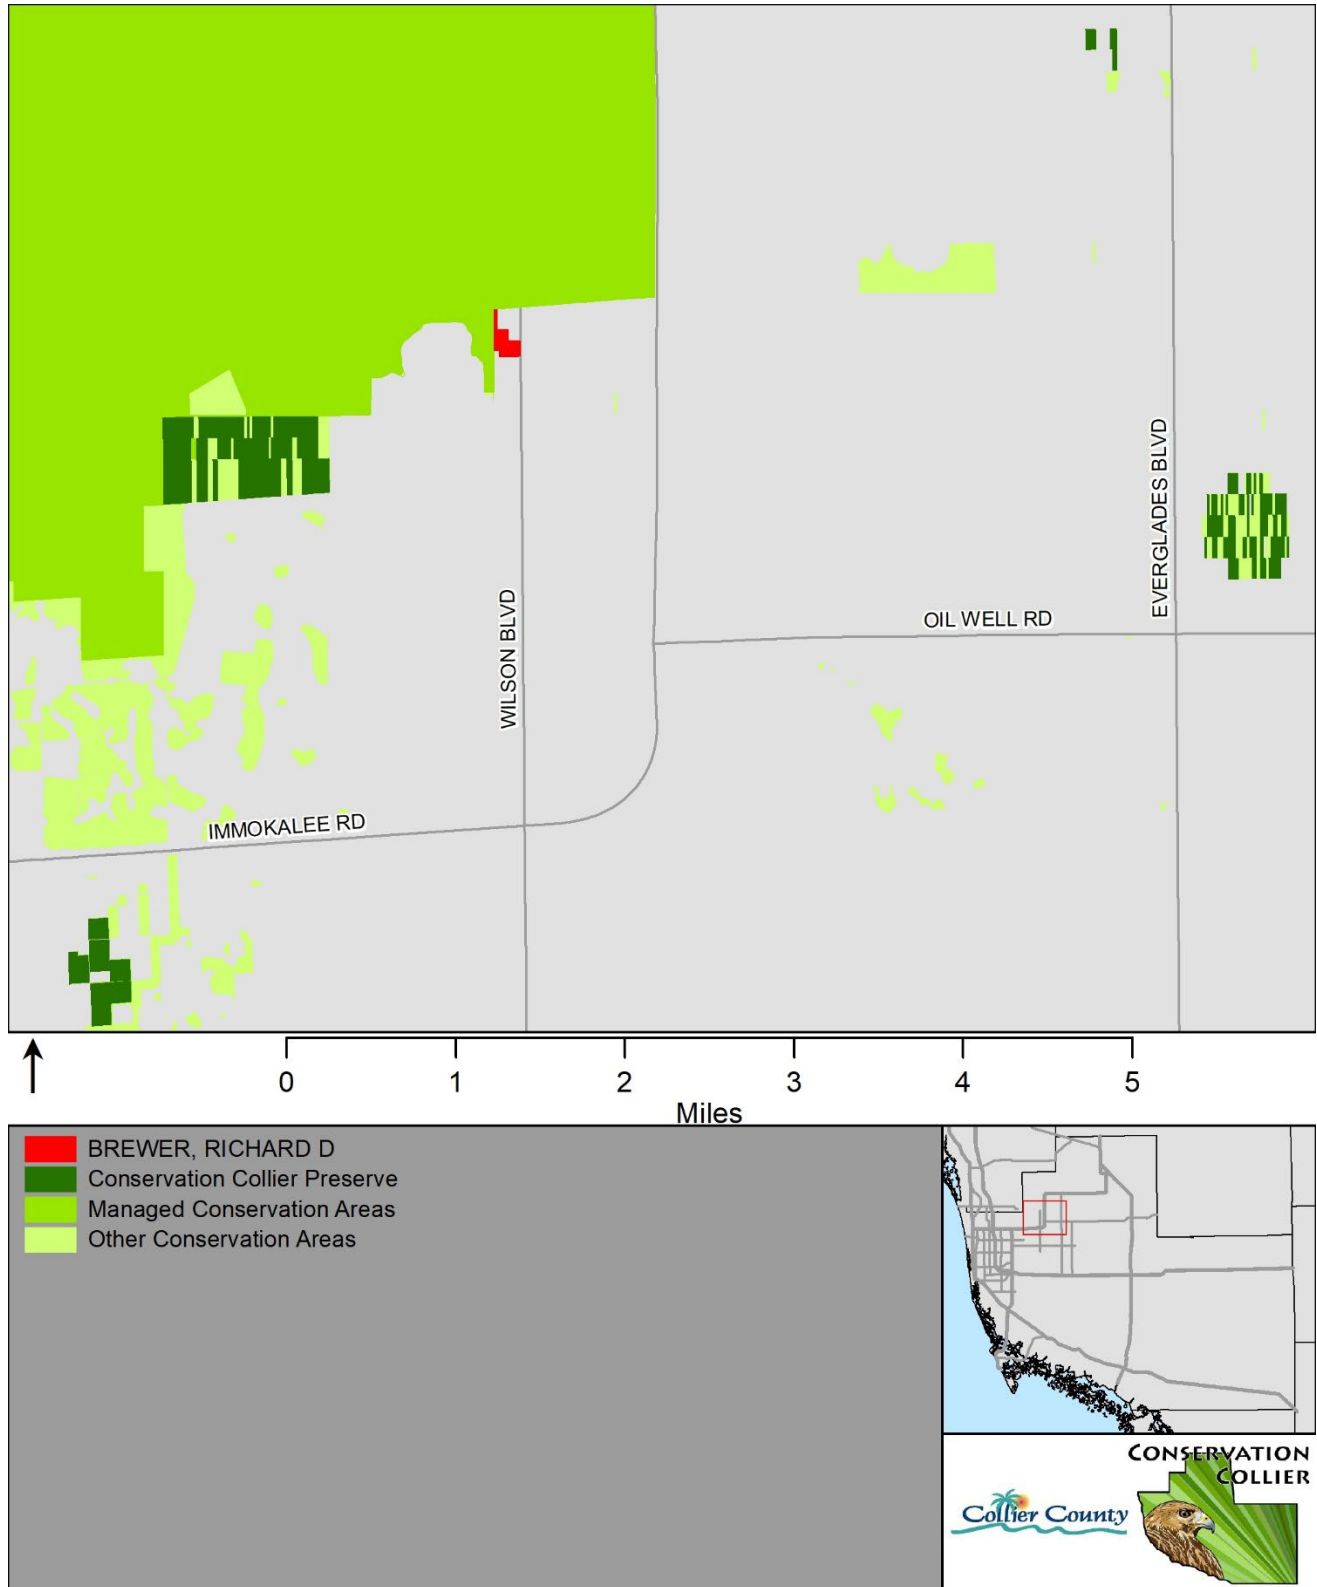 EVERGLADES BLVD
OIL WELL RD
WILSON BLVD
IMMOKALEE RD
0 1 2 3 4 5
Miles
BREWER, RICHARD D
Conservation Collier Preserve
Managed Conservation Areas
Other Conservation Areas
CONSERVATION
COLLIER
Collier County